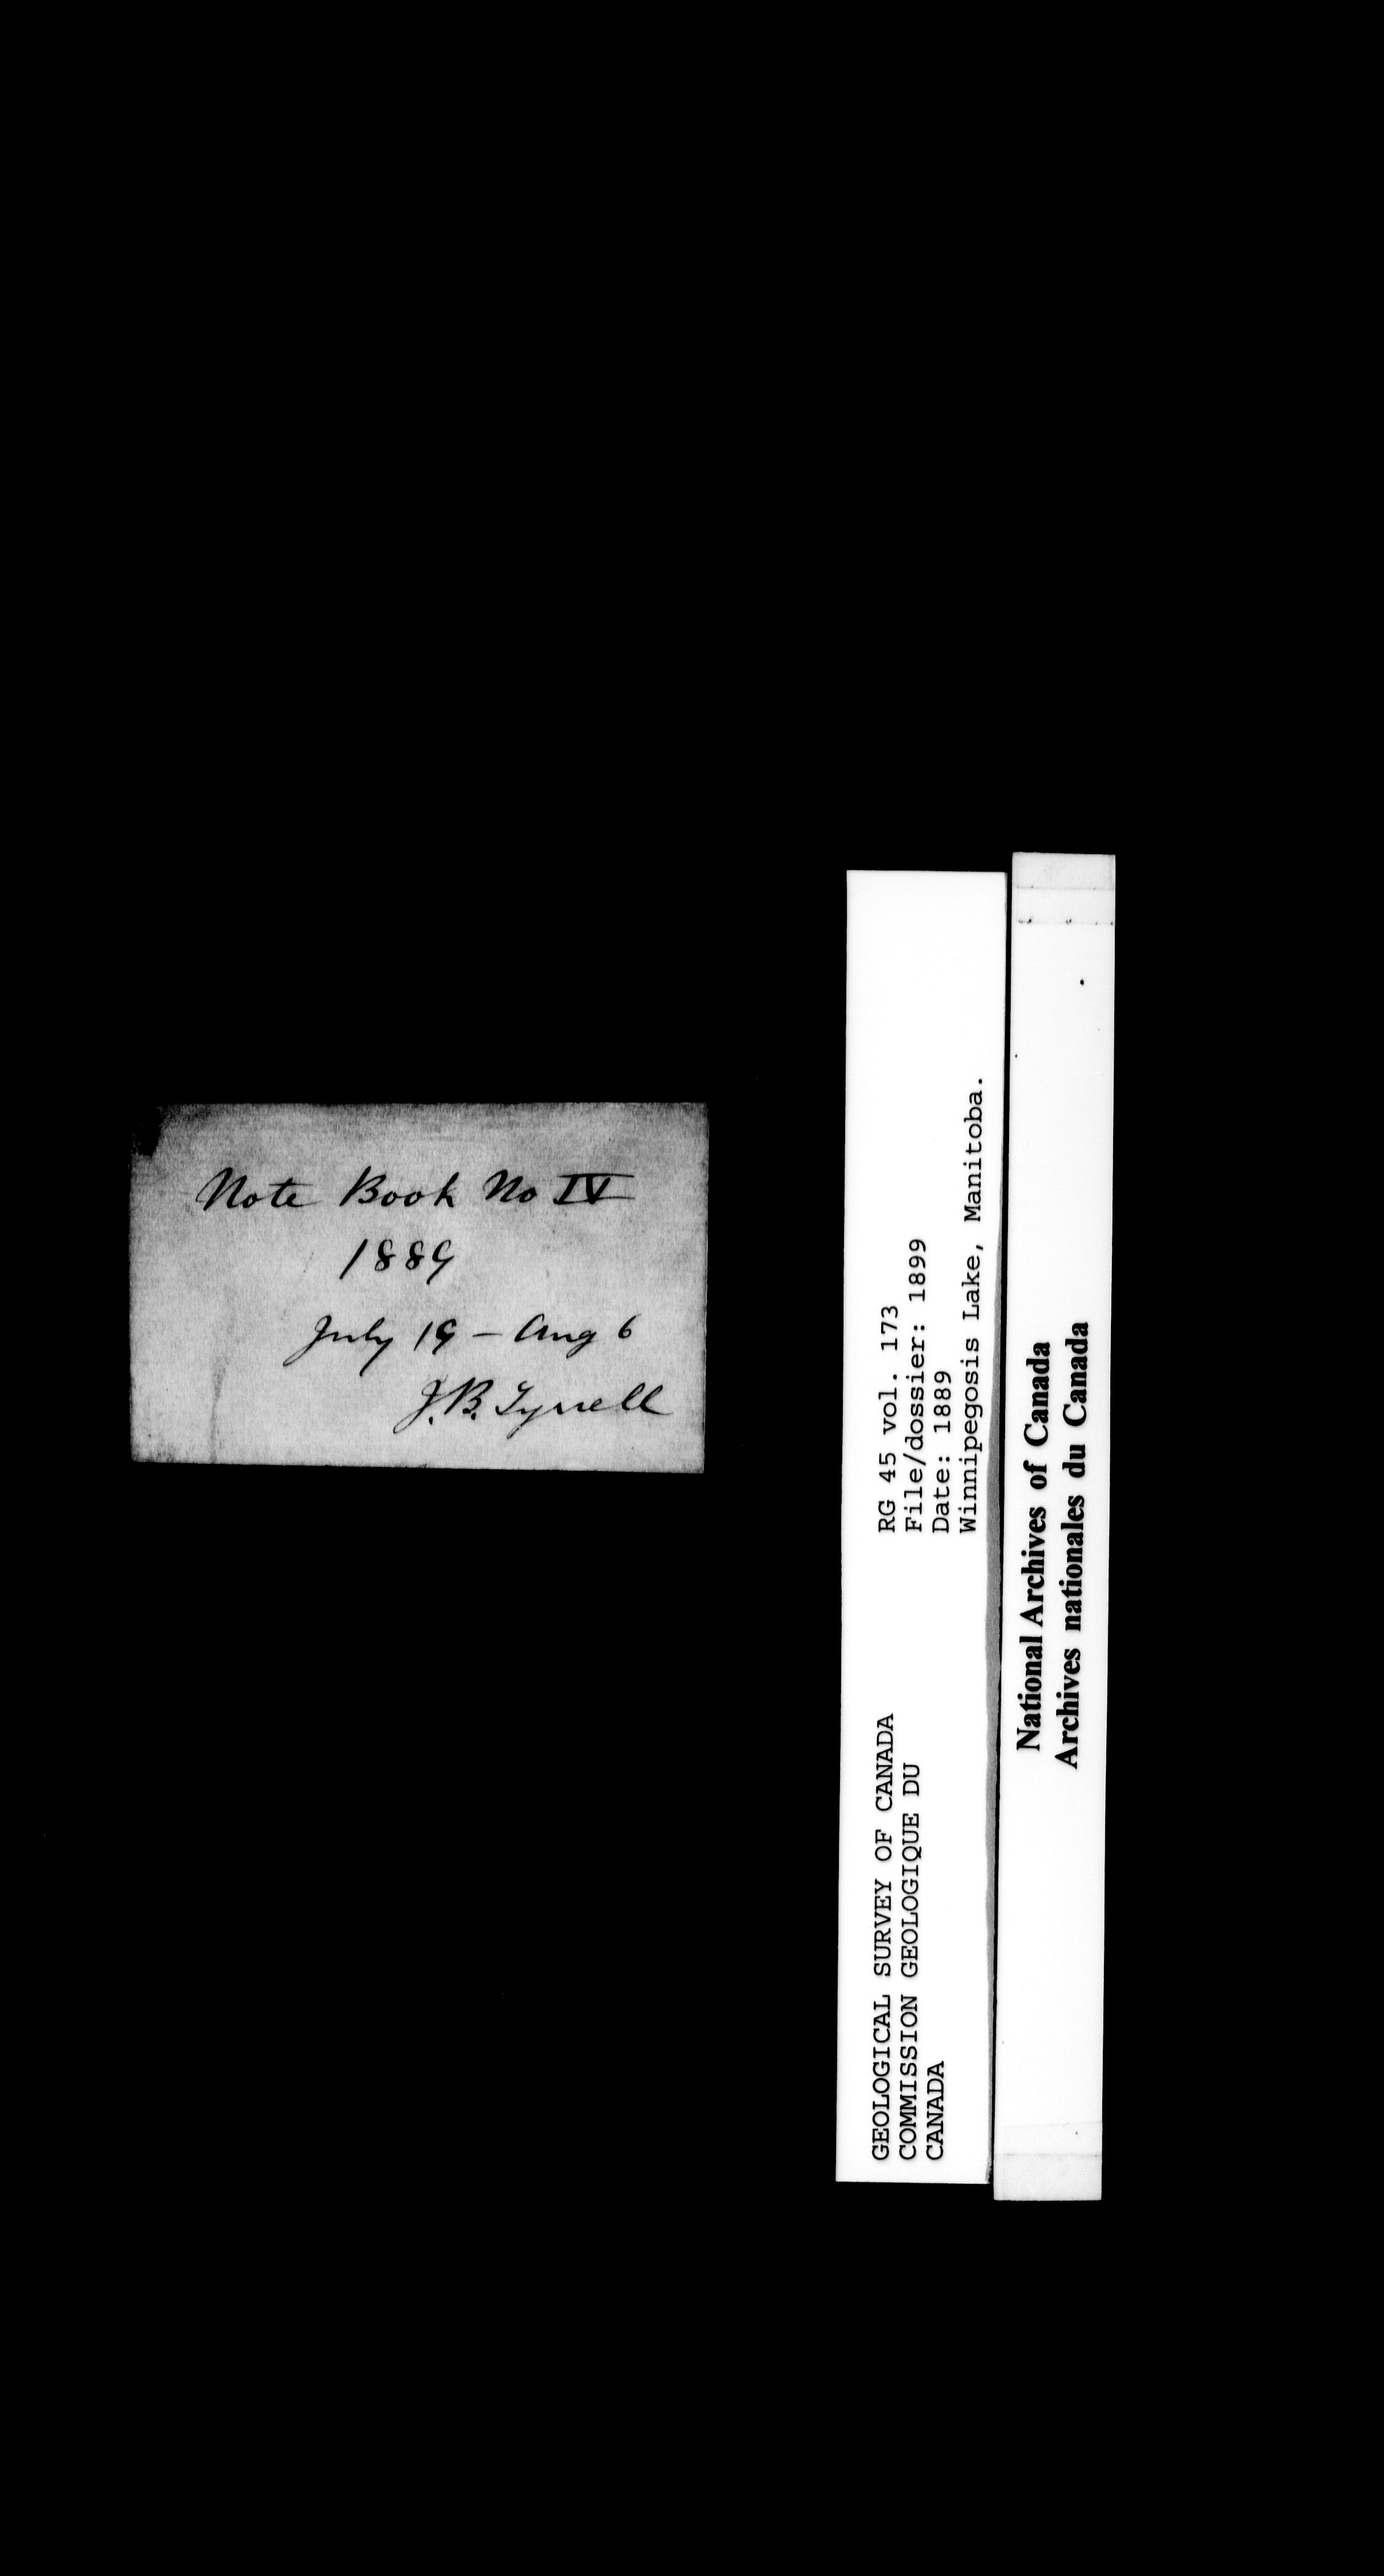 Note Book No IV
1889
July 19 – Aug 6
J.B. Tyrrell
GEOLOGICAL SURVEY OF CANADA
COMMISSION GEOLOGIQUE DU
CANADA
RG 45 vol. 173
File/dossier: 1899
Date: 1889
Winnipegosis Lake, Manitoba.
National Archives of Canada
Archives nationales du Canada